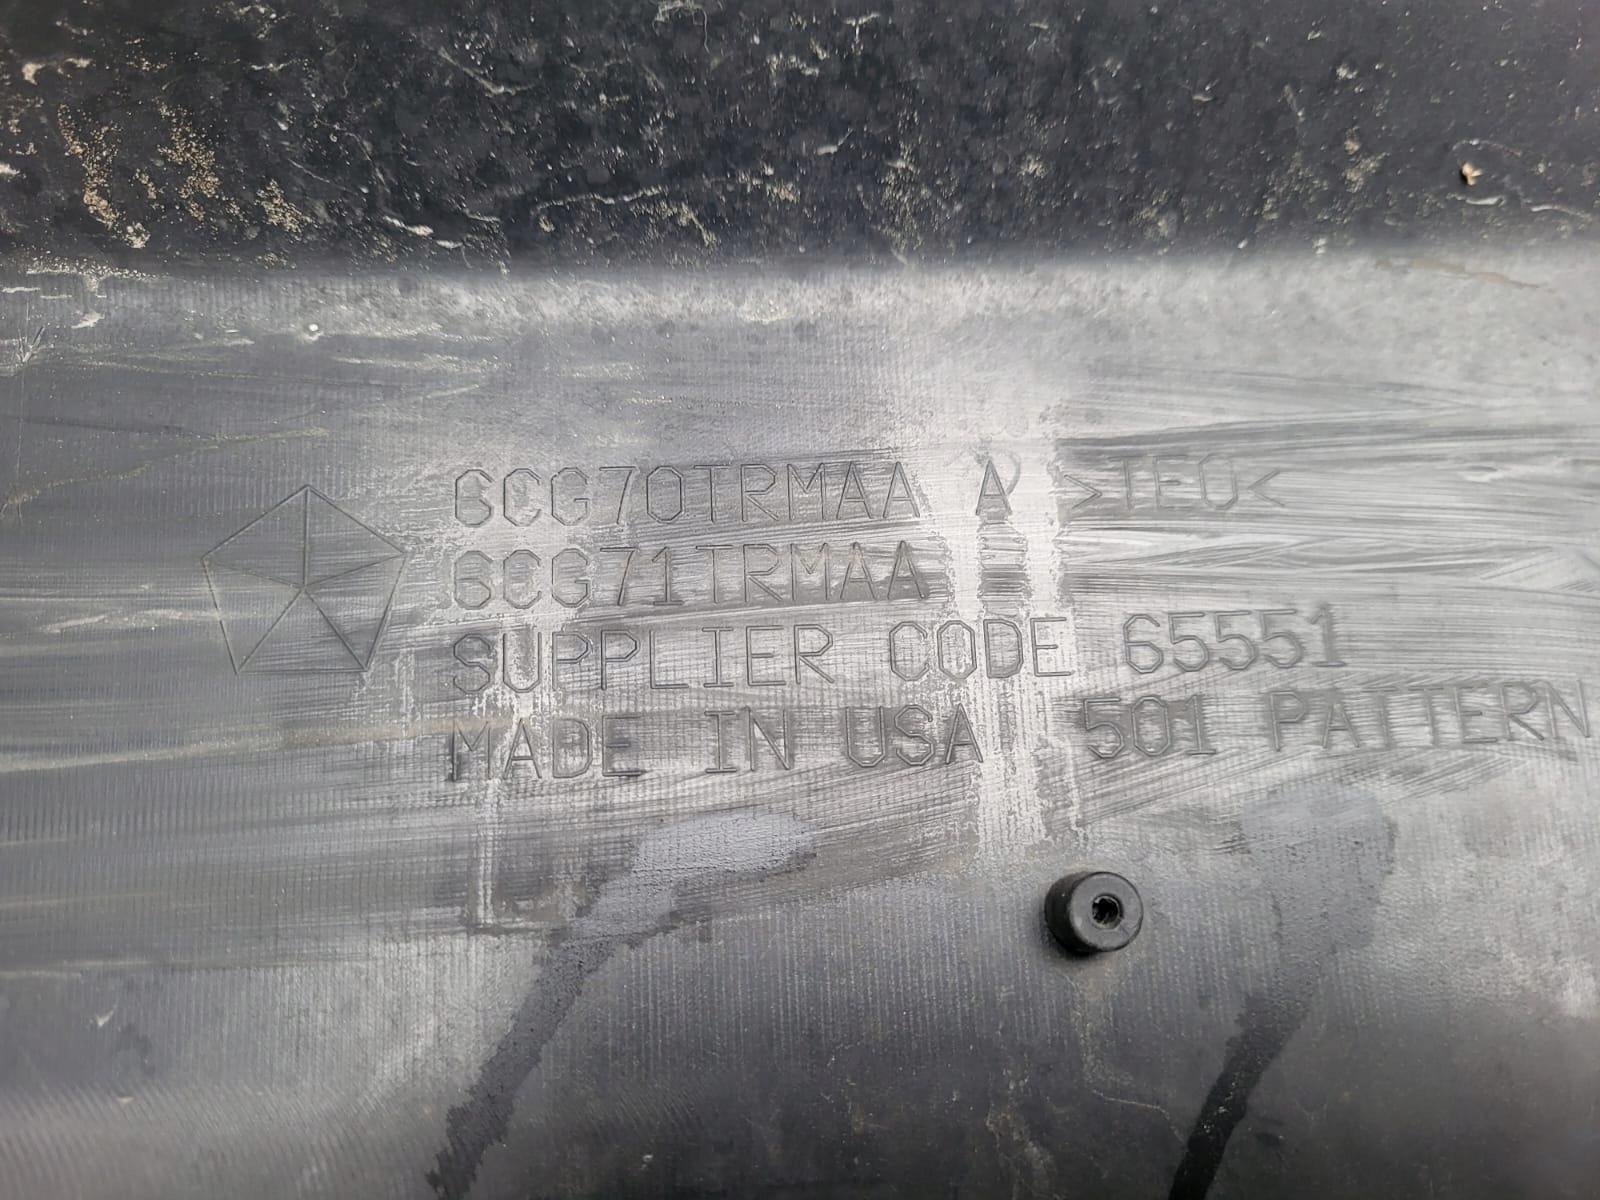 6CG70TRMAA A >TEO<
6CG71TRMAA
SUPPLIER CODE 65551
MADE IN USA 501 PATTERN